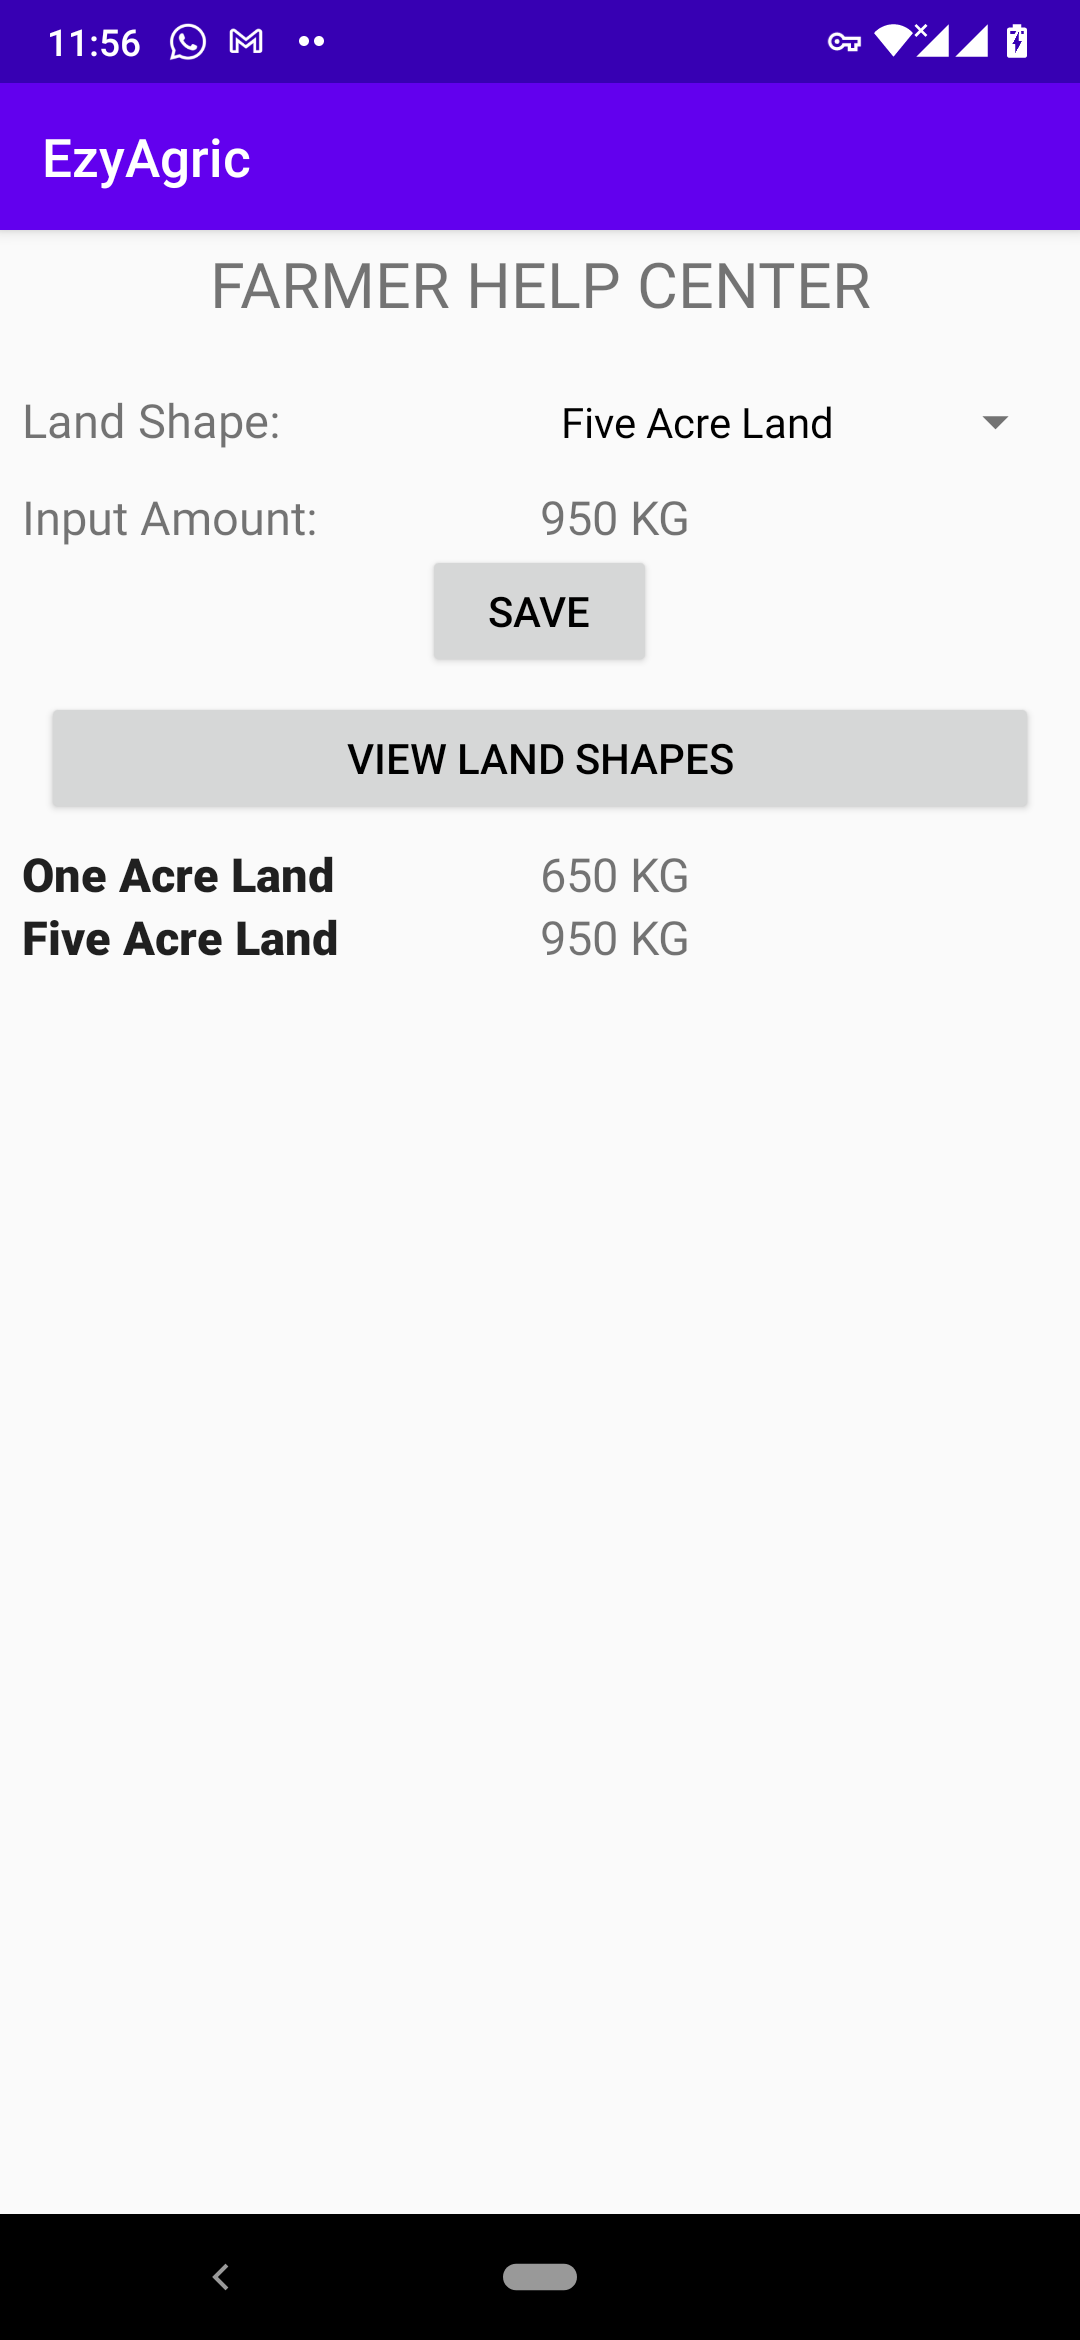 11:56
EzyAgric
FARMER HELP CENTER
Land Shape: Five Acre Land
Input Amount: 950 KG
SAVE
VIEW LAND SHAPES
One Acre Land 650 KG
Five Acre Land 950 KG